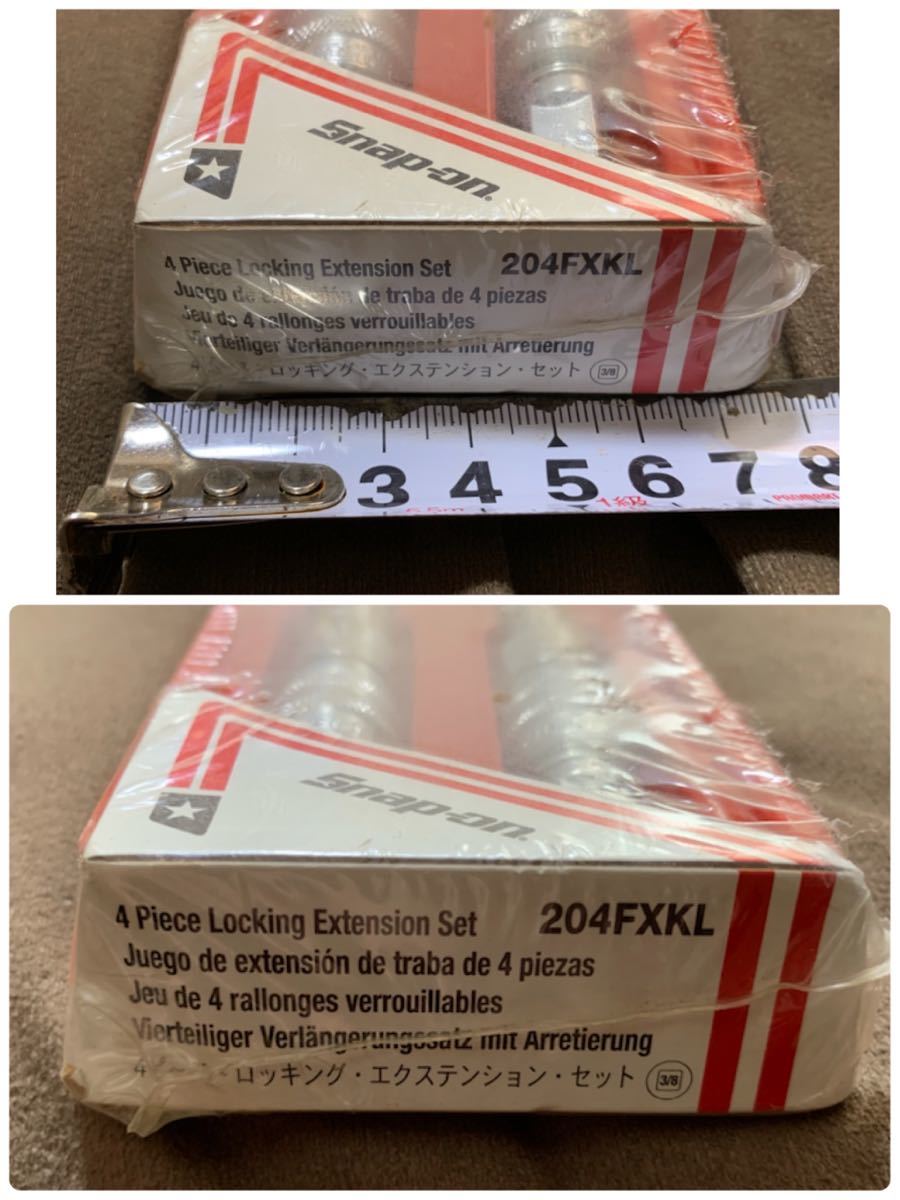 Snap-on
4 Piece Locking Extension Set 204FXKL
Juego de extensión de traba de 4 piezas
Jeu de 4 rallonges verrouillables
Vierteiliger Verlängerungssatz mit Arretierung
4 ロッキング・エクステンション・セット 3/8
3 4 5 6 7 8
6.5m 1級
Snap-on
4 Piece Locking Extension Set 204FXKL
Juego de extensión de traba de 4 piezas
Jeu de 4 rallonges verrouillables
Vierteiliger Verlängerungssatz mit Arretierung
4 ロッキング・エクステンション・セット 3/8